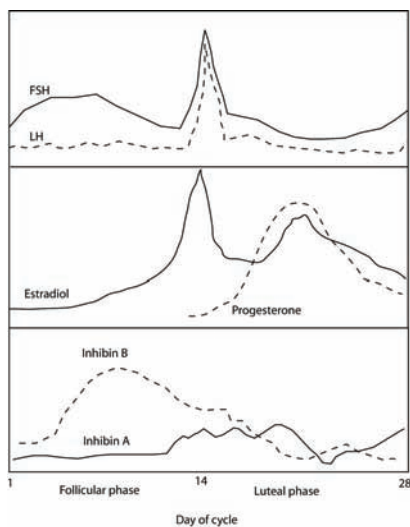 FSH
LH
Estradiol
Progesterone
Inhibin B
Inhibin A
1 14 28
Follicular phase Luteal phase
Day of cycle